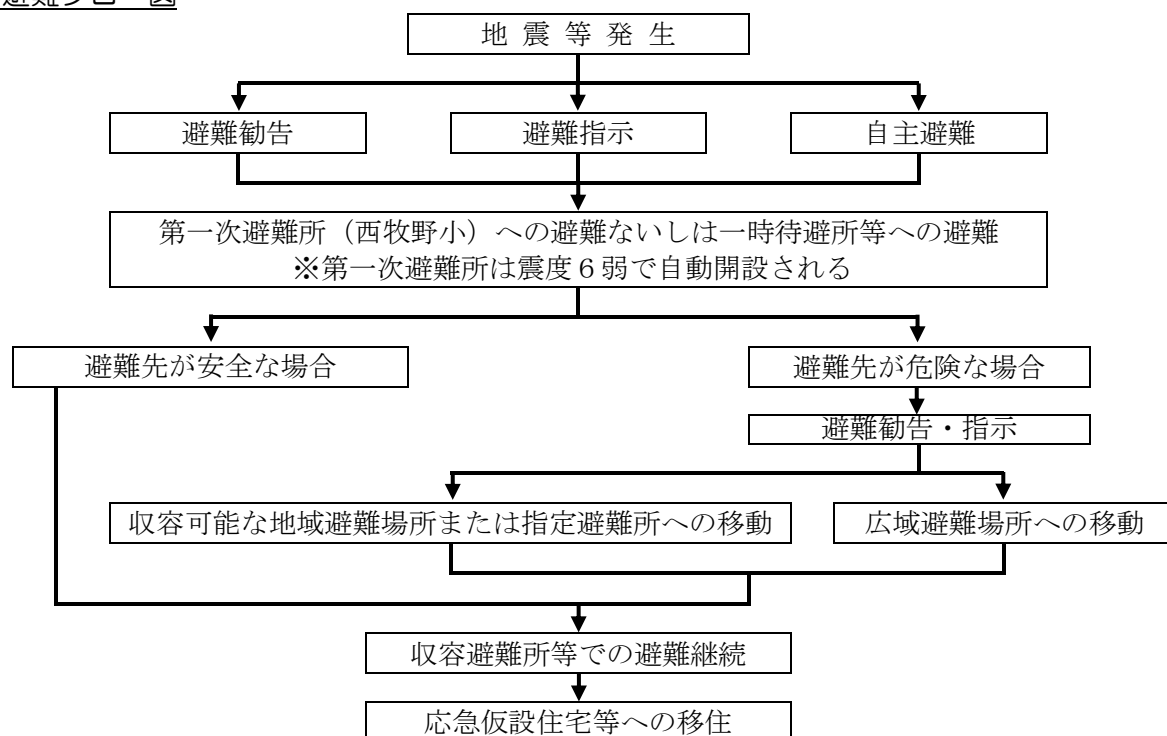 避難フロー図
地 震 等 発 生
避難勧告
避難指示
自主避難
第一次避難所（西牧野小）への避難ないしは一時待避所等への避難
※第一次避難所は震度６弱で自動開設される
避難先が安全な場合
避難先が危険な場合
避難勧告・指示
収容可能な地域避難場所または指定避難所への移動
広域避難場所への移動
収容避難所等での避難継続
応急仮設住宅等への移住